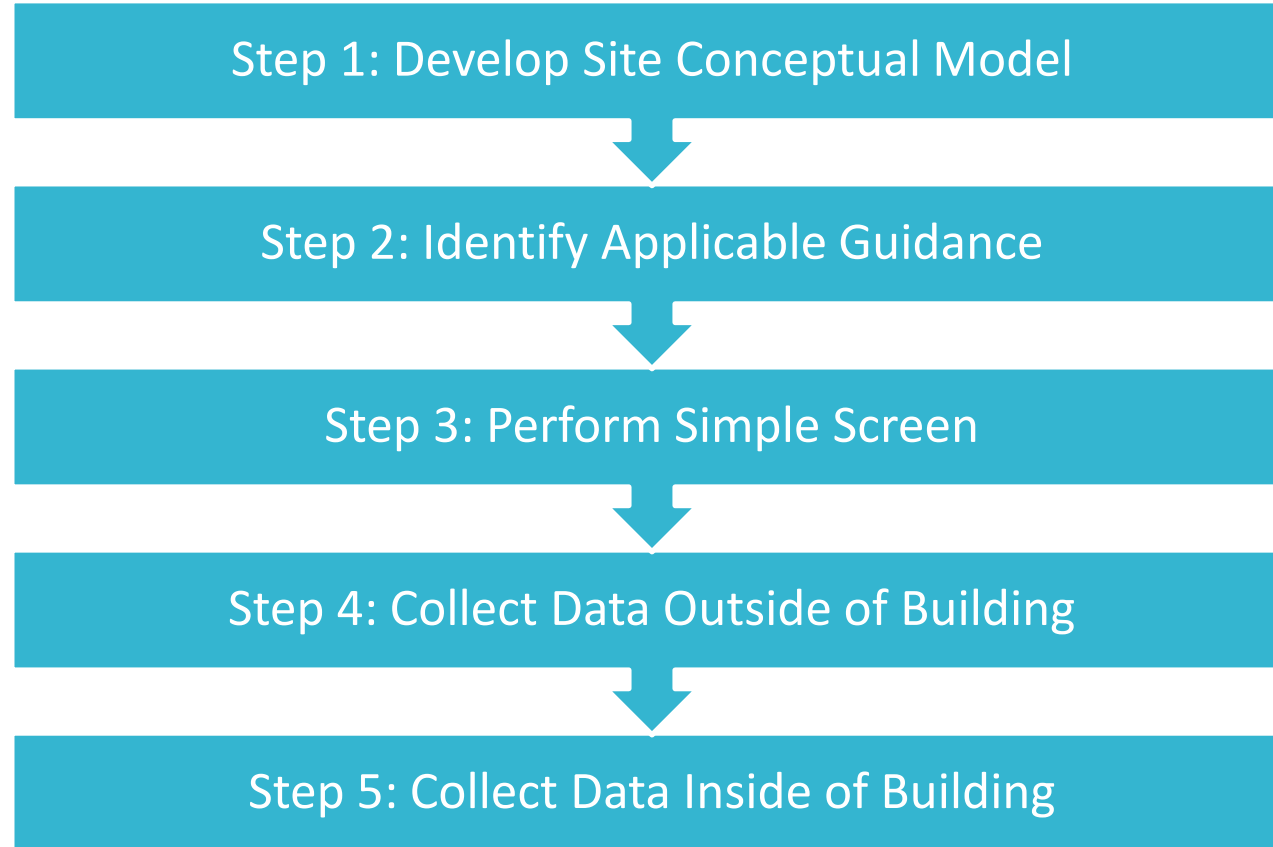 Step 1: Develop Site Conceptual Model
Step 2: Identify Applicable Guidance
Step 3: Perform Simple Screen
Step 4: Collect Data Outside of Building
Step 5: Collect Data Inside of Building